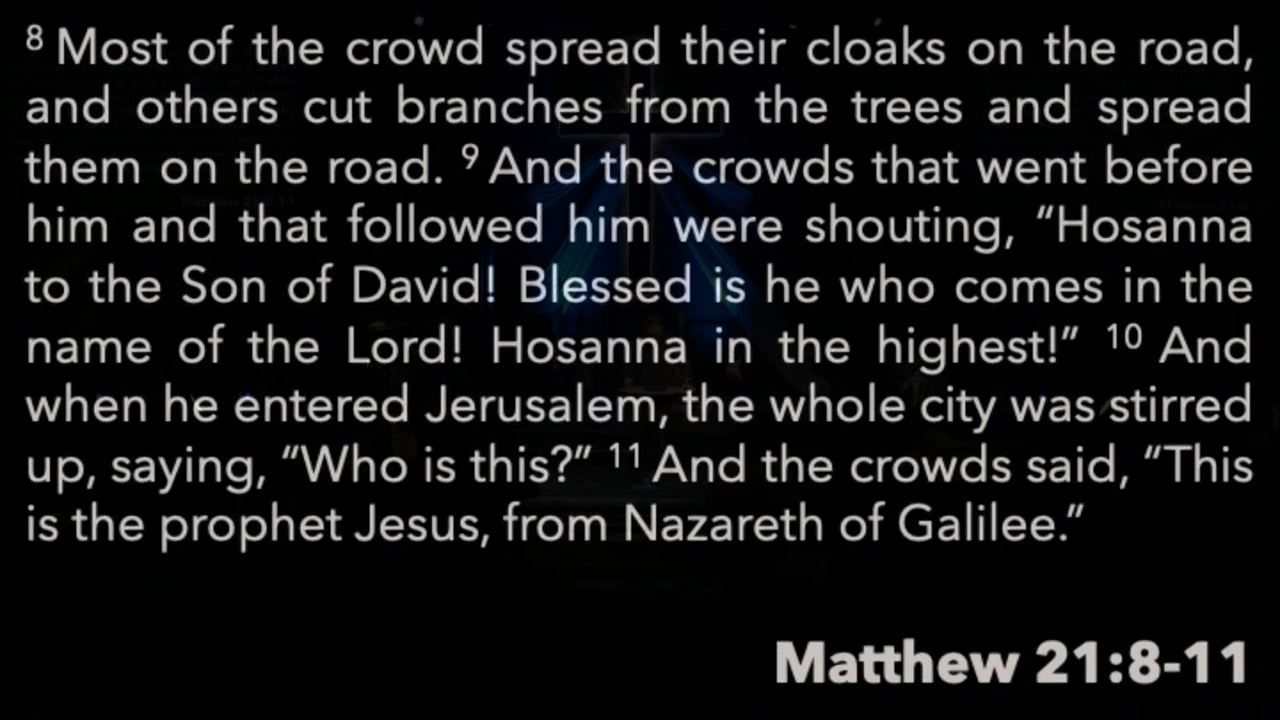 8 Most of the crowd spread their cloaks on the road,
and others cut branches from the trees and spread
them on the road. 9 And the crowds that went before
him and that followed him were shouting, “Hosanna
to the Son of David! Blessed is he who comes in the
name of the Lord! Hosanna in the highest!” 10 And
when he entered Jerusalem, the whole city was stirred
up, saying, “Who is this?” 11 And the crowds said, “This
is the prophet Jesus, from Nazareth of Galilee.”
Matthew 21:8-11